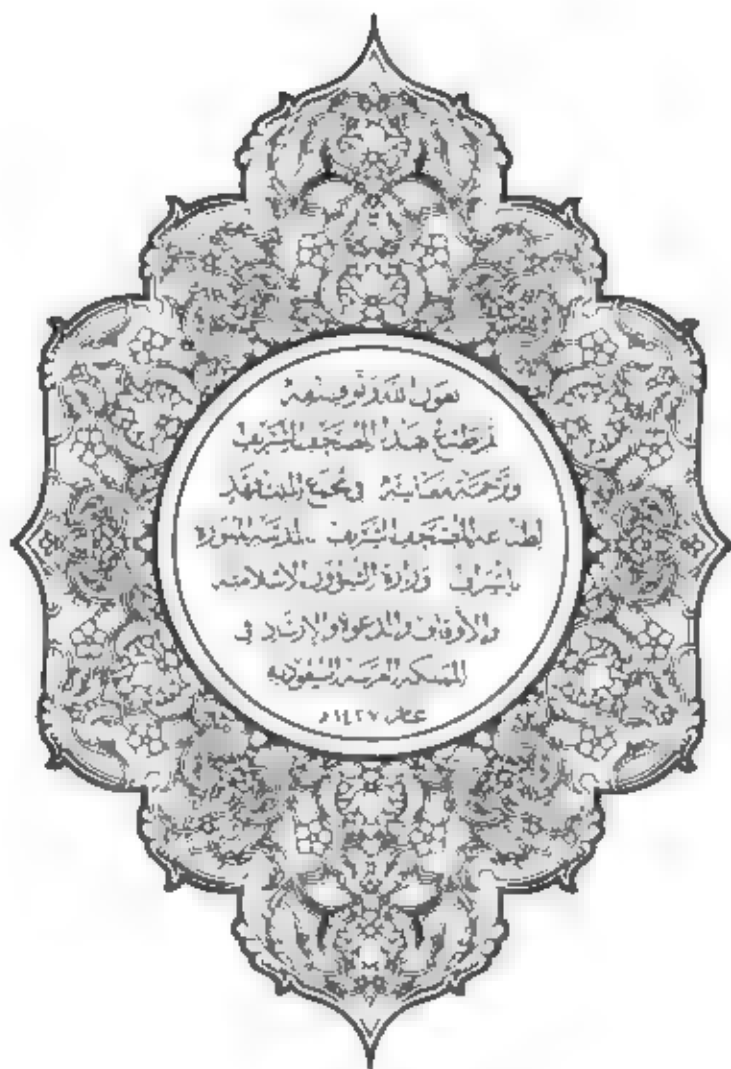 بعون الله وتوفيقه
تم طبع هذا المصحف الشريف
وترجمة معانيه في مجمع الملك فهد
لطباعة المصحف الشريف بالمدينة المنورة
بإشراف وزارة الشؤون الإسلامية
والأوقاف والدعوة والإرشاد في
المملكة العربية السعودية
عام ١٤٢٧هـ